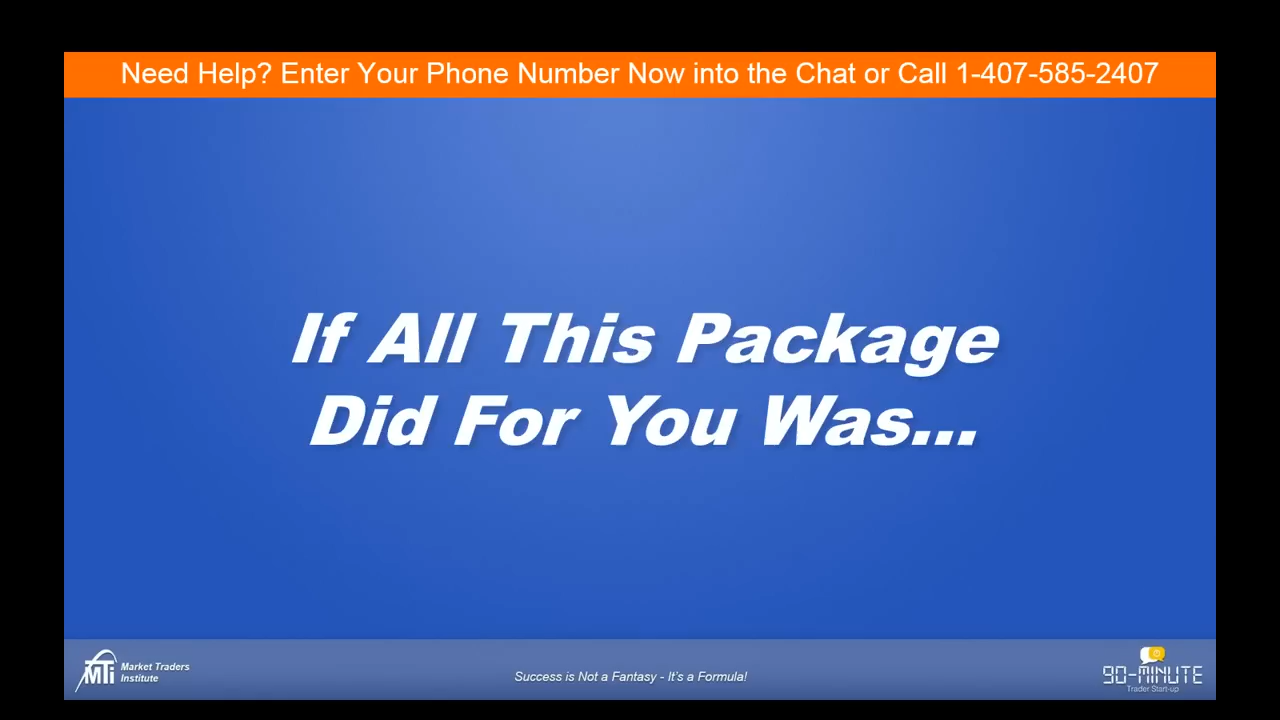 Need Help? Enter Your Phone Number Now into the Chat or Call 1-407-585-2407
If All This Package
Did For You Was...
MTI
Market Traders
Institute
Success is Not a Fantasy - It's a Formula!
90-MINUTE
Trader Start-up